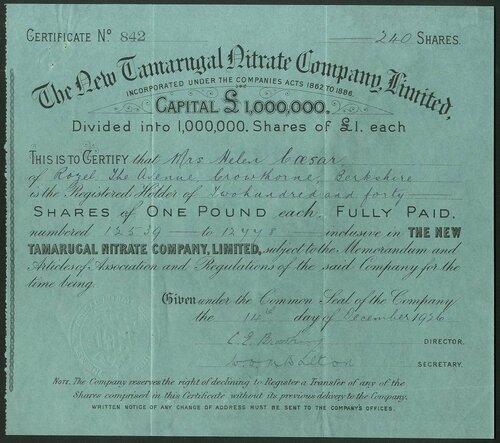 CERTIFICATE Nº 842
240 SHARES.
The New Tamarugal Nitrate Company, Limited,
INCORPORATED UNDER THE COMPANIES ACTS 1862 TO 1886.
CAPITAL £1,000,000.
Divided into 1,000,000. Shares of £1. each
THIS IS TO CERTIFY that Mrs Helen Cæsar
of Rozel The Avenue, Crowthorne, Berkshire
is the Registered Holder of Two hundred and forty
SHARES of ONE POUND each, FULLY PAID.
numbered 12539 to 12778 inclusive in THE NEW
TAMARUGAL NITRATE COMPANY, LIMITED, subject to the Memorandum and
Articles of Association and Regulations of the said Company for the
time being.
Given under the Common Seal of the Company
the 14th day of December 1926
DIRECTOR.
SECRETARY.
NOTE. The Company reserves the right of declining to Register a Transfer of any of the
Shares comprised in this Certificate without its previous delivery to the Company.
WRITTEN NOTICE OF ANY CHANGE OF ADDRESS MUST BE SENT TO THE COMPANY'S OFFICES.